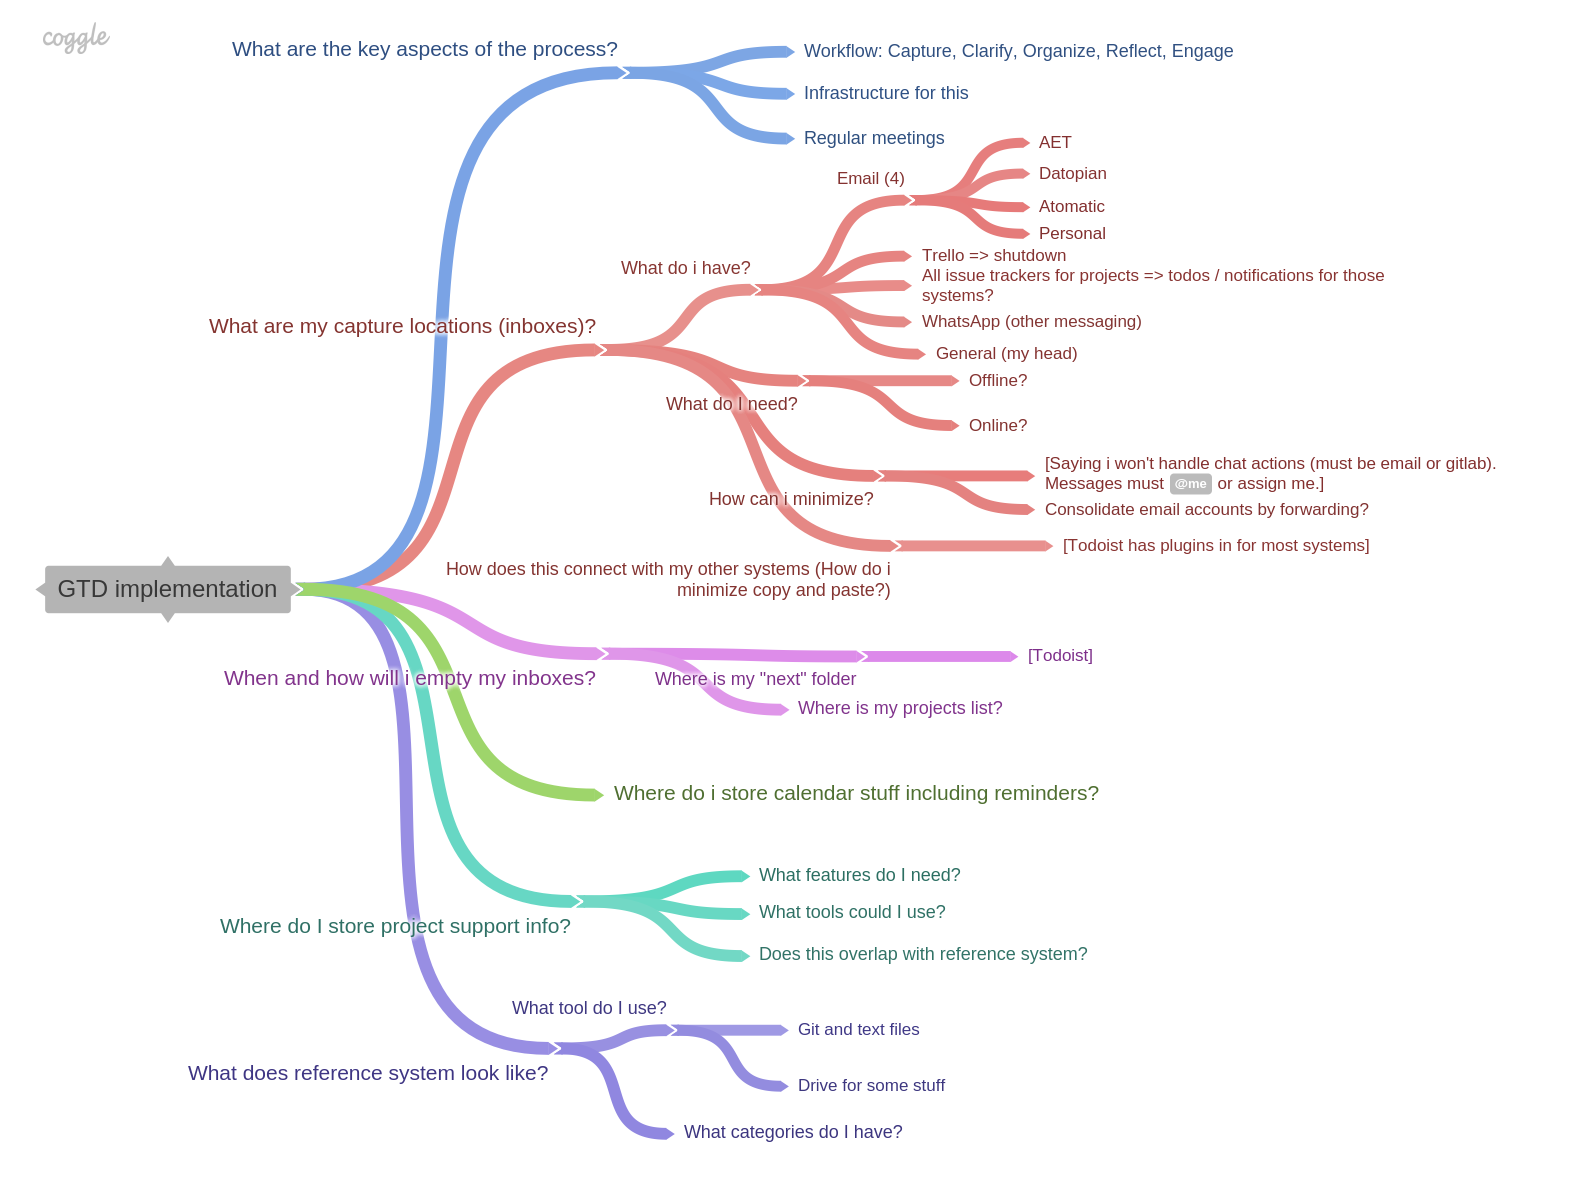 coggle
What are the key aspects of the process?
Workflow: Capture, Clarify, Organize, Reflect, Engage
Infrastructure for this
Regular meetings
What are my capture locations (inboxes)?
What do i have?
Email (4)
AET
Datopian
Atomatic
Personal
Trello => shutdown
All issue trackers for projects => todos / notifications for those
systems?
WhatsApp (other messaging)
General (my head)
What do I need?
Offline?
Online?
How can i minimize?
[Saying i won't handle chat actions (must be email or gitlab).
Messages must @me or assign me.]
Consolidate email accounts by forwarding?
How does this connect with my other systems (How do i
minimize copy and paste?)
[Todoist has plugins in for most systems]
GTD implementation
When and how will i empty my inboxes?
Where is my "next" folder
[Todoist]
Where is my projects list?
Where do i store calendar stuff including reminders?
Where do I store project support info?
What features do I need?
What tools could I use?
Does this overlap with reference system?
What does reference system look like?
What tool do I use?
Git and text files
Drive for some stuff
What categories do I have?